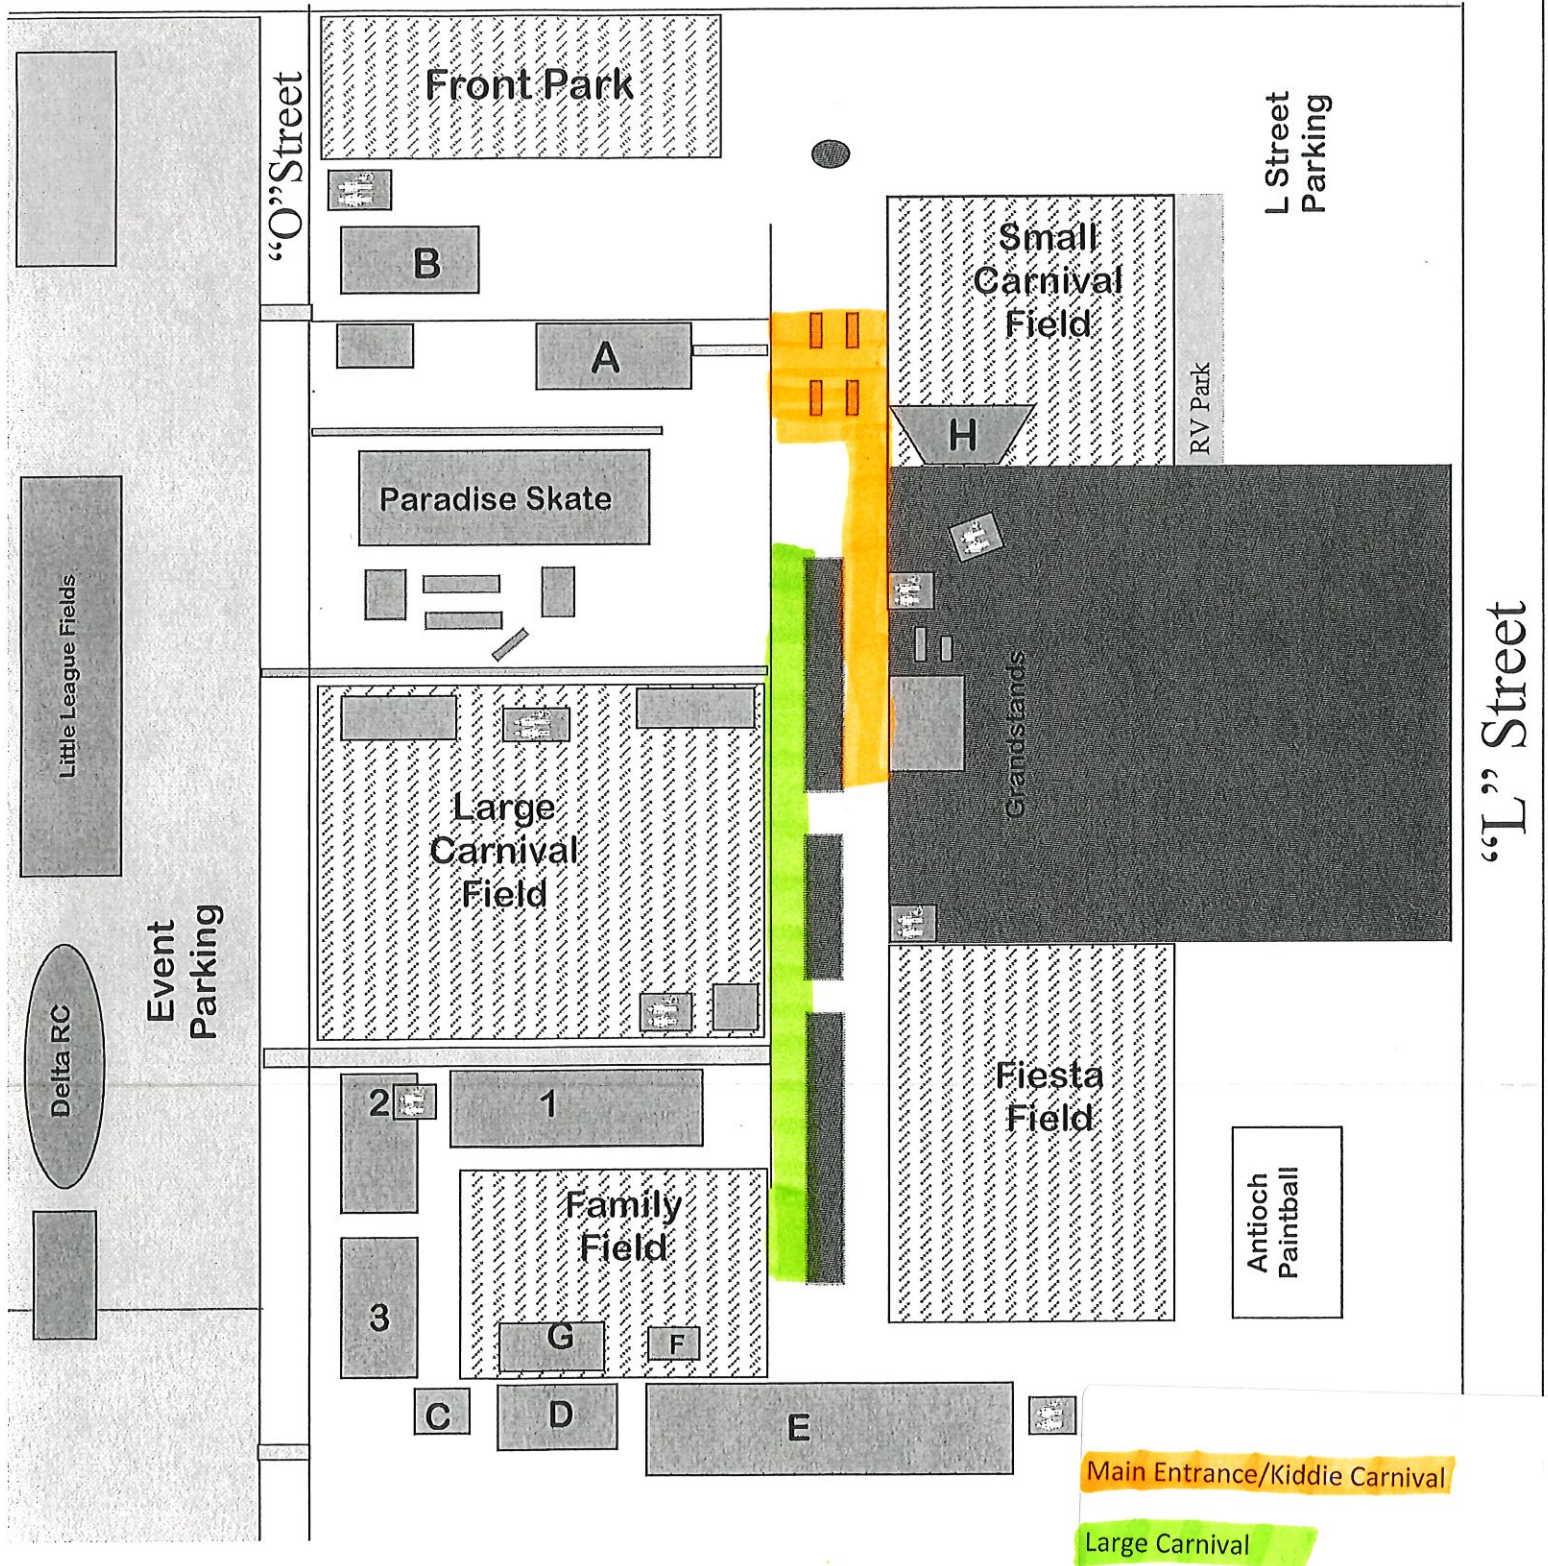 Front Park
“O”Street
L Street
Parking
B
Small
Carnival
Field
A
RV Park
H
Paradise Skate
Little League Fields
Grandstands
“L” Street
Large
Carnival
Field
Event
Parking
Delta RC
2
1
Fiesta
Field
Family
Field
Antioch
Paintball
3
G
F
C
D
E
Main Entrance/Kiddie Carnival
Large Carnival